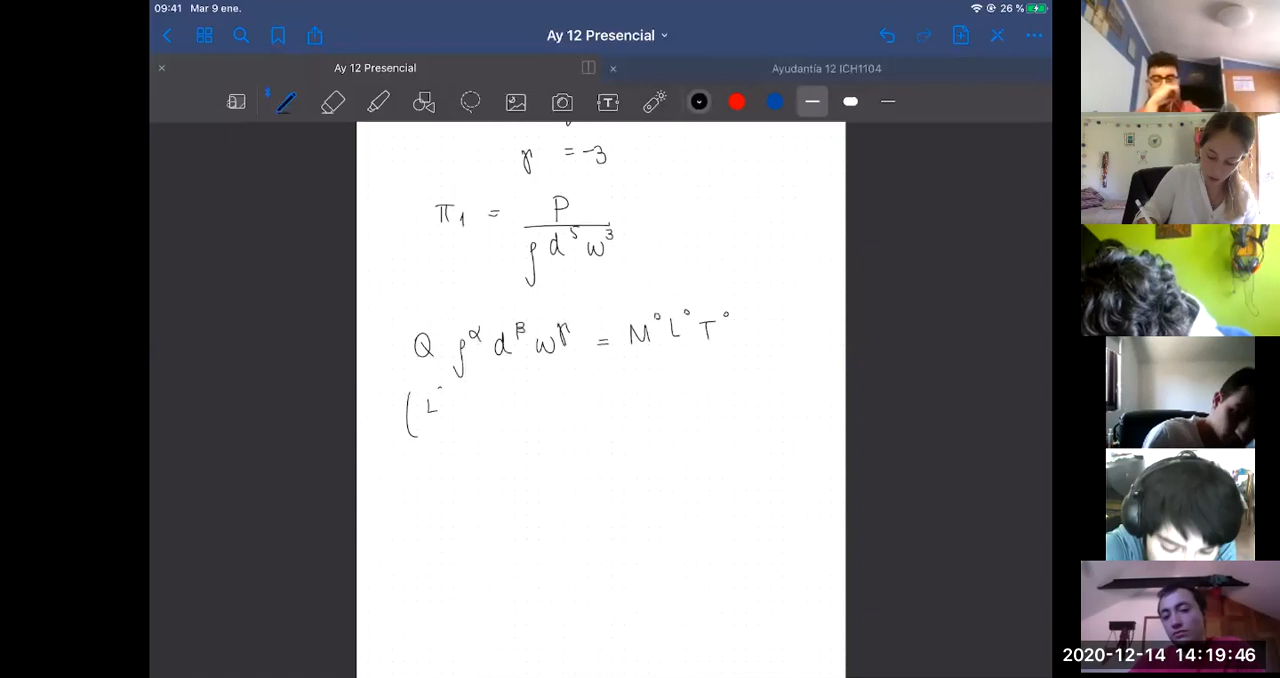 09:41 Mar 9 ene.
26 %
Ay 12 Presencial
Ay 12 Presencial
Ayudantía 12 ICH1104
γ = -3
π₁ = P / ρ d⁵ w³
Q ρ^α d^β w^γ = M⁰ L⁰ T⁰
( L
2020-12-14 14:19:46